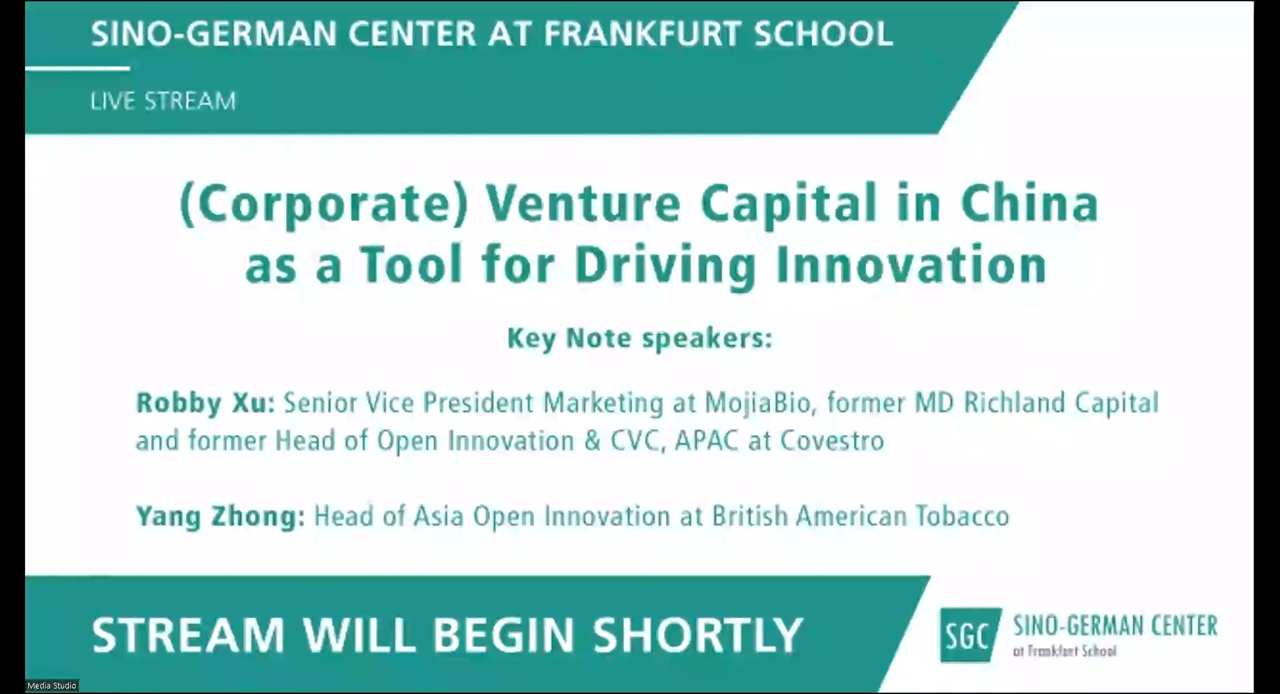 SINO-GERMAN CENTER AT FRANKFURT SCHOOL
LIVE STREAM
(Corporate) Venture Capital in China
as a Tool for Driving Innovation
Key Note speakers:
Robby Xu: Senior Vice President Marketing at MojiaBio, former MD Richland Capital
and former Head of Open Innovation & CVC, APAC at Covestro
Yang Zhong: Head of Asia Open Innovation at British American Tobacco
STREAM WILL BEGIN SHORTLY
SGC
SINO-GERMAN CENTER
at Frankfurt School
Media Studio